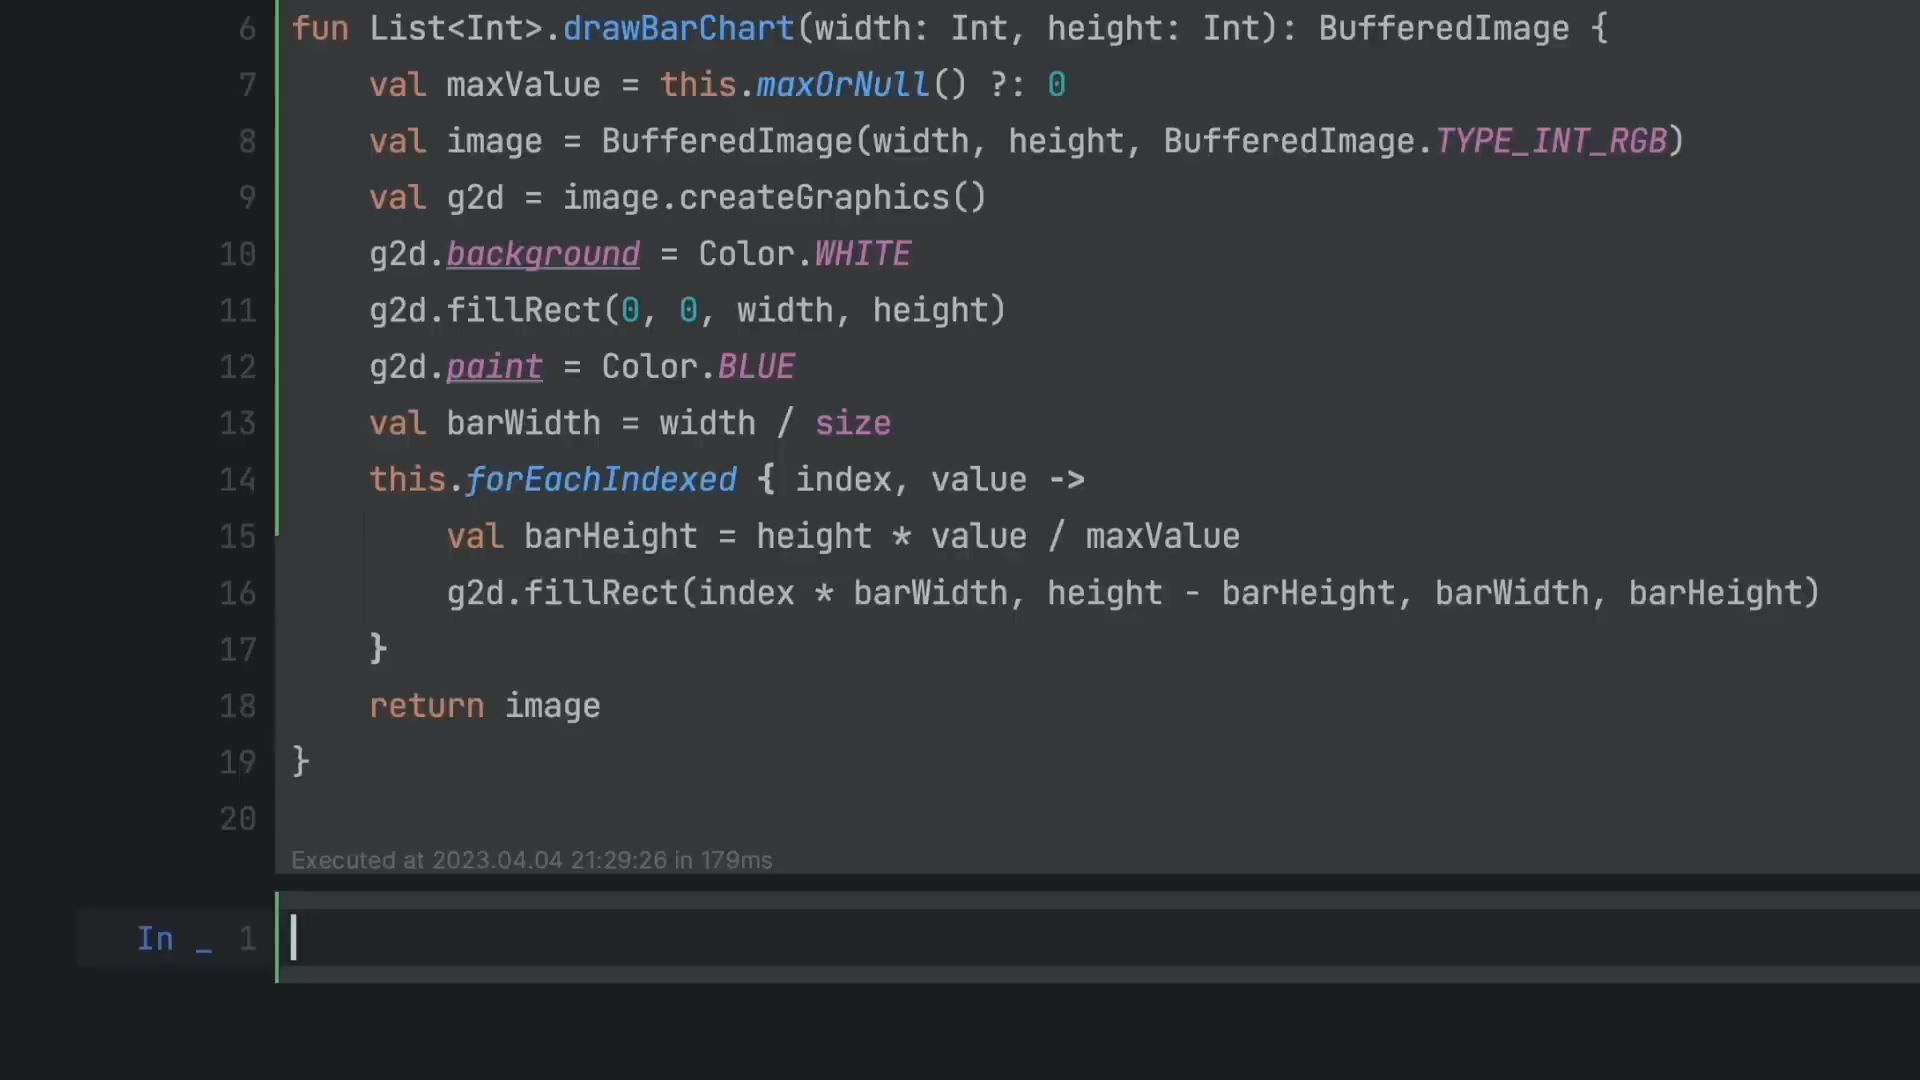 6 fun List<Int>.drawBarChart(width: Int, height: Int): BufferedImage {
7 val maxValue = this.maxOrNull() ?: 0
8 val image = BufferedImage(width, height, BufferedImage.TYPE_INT_RGB)
9 val g2d = image.createGraphics()
10 g2d.background = Color.WHITE
11 g2d.fillRect(0, 0, width, height)
12 g2d.paint = Color.BLUE
13 val barWidth = width / size
14 this.forEachIndexed { index, value ->
15 val barHeight = height * value / maxValue
16 g2d.fillRect(index * barWidth, height - barHeight, barWidth, barHeight)
17 }
18 return image
19 }
20
Executed at 2023.04.04 21:29:26 in 179ms
In _ 1